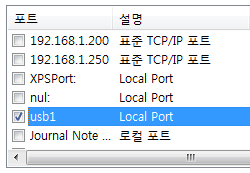 포트 설명
192.168.1.200 표준 TCP/IP 포트
192.168.1.250 표준 TCP/IP 포트
XPSPort: Local Port
nul: Local Port
usb1 Local Port
Journal Note ... 로컬 포트